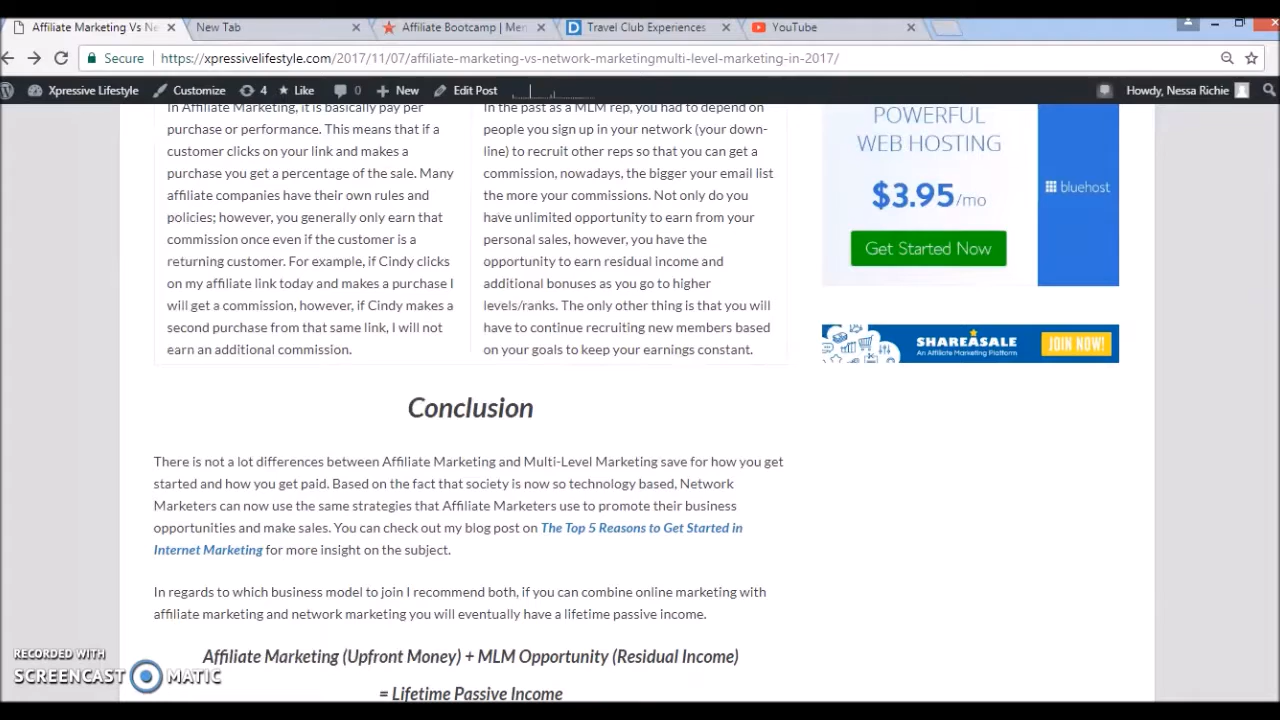 Affiliate Marketing Vs Ne
New Tab
Affiliate Bootcamp | Men
Travel Club Experiences
YouTube
Secure
https://xpressivelifestyle.com/2017/11/07/affiliate-marketing-vs-network-marketingmulti-level-marketing-in-2017/
Xpressive Lifestyle
Customize
4
Like
0
New
Edit Post
Howdy, Nessa Richie
In Affiliate Marketing, it is basically pay per
purchase or performance. This means that if a
customer clicks on your link and makes a
purchase you get a percentage of the sale. Many
affiliate companies have their own rules and
policies; however, you generally only earn that
commission once even if the customer is a
returning customer. For example, if Cindy clicks
on my affiliate link today and makes a purchase I
will get a commission, however, if Cindy makes a
second purchase from that same link, I will not
earn an additional commission.
In the past as a MLM rep, you had to depend on
people you sign up in your network (your down-
line) to recruit other reps so that you can get a
commission, nowadays, the bigger your email list
the more your commissions. Not only do you
have unlimited opportunity to earn from your
personal sales, however, you have the
opportunity to earn residual income and
additional bonuses as you go to higher
levels/ranks. The only other thing is that you will
have to continue recruiting new members based
on your goals to keep your earnings constant.
POWERFUL
WEB HOSTING
$3.95/mo
Get Started Now
bluehost
SHAREASALE
An Affiliate Marketing Platform
JOIN NOW!
Conclusion
There is not a lot differences between Affiliate Marketing and Multi-Level Marketing save for how you get
started and how you get paid. Based on the fact that society is now so technology based, Network
Marketers can now use the same strategies that Affiliate Marketers use to promote their business
opportunities and make sales. You can check out my blog post on The Top 5 Reasons to Get Started in
Internet Marketing for more insight on the subject.
In regards to which business model to join I recommend both, if you can combine online marketing with
affiliate marketing and network marketing you will eventually have a lifetime passive income.
Affiliate Marketing (Upfront Money) + MLM Opportunity (Residual Income)
= Lifetime Passive Income
RECORDED WITH
SCREENCAST MATIC